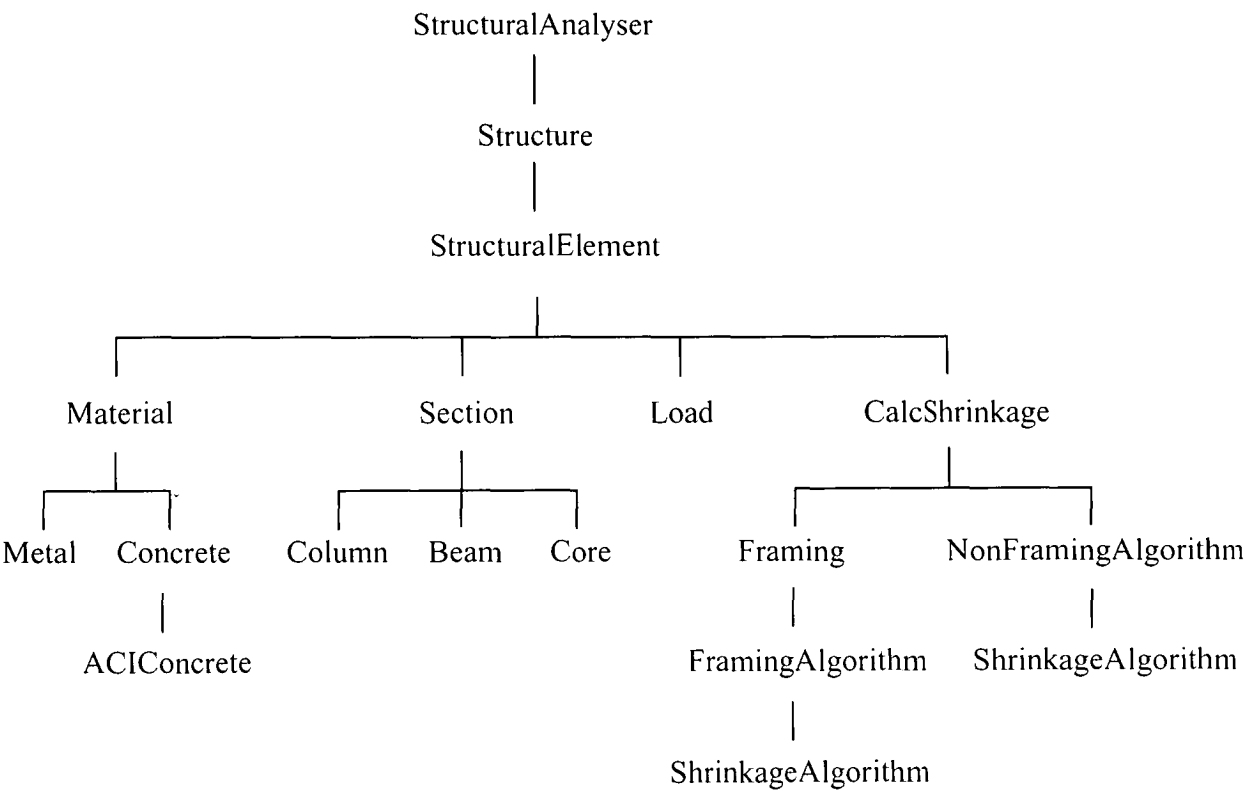 StructuralAnalyser
Structure
StructuralElement
Material Section Load CalcShrinkage
Metal Concrete Column Beam Core Framing NonFramingAlgorithm
ACIConcrete FramingAlgorithm ShrinkageAlgorithm
ShrinkageAlgorithm